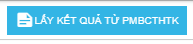 LẤY KẾT QUẢ TỪ PMBCTHTK